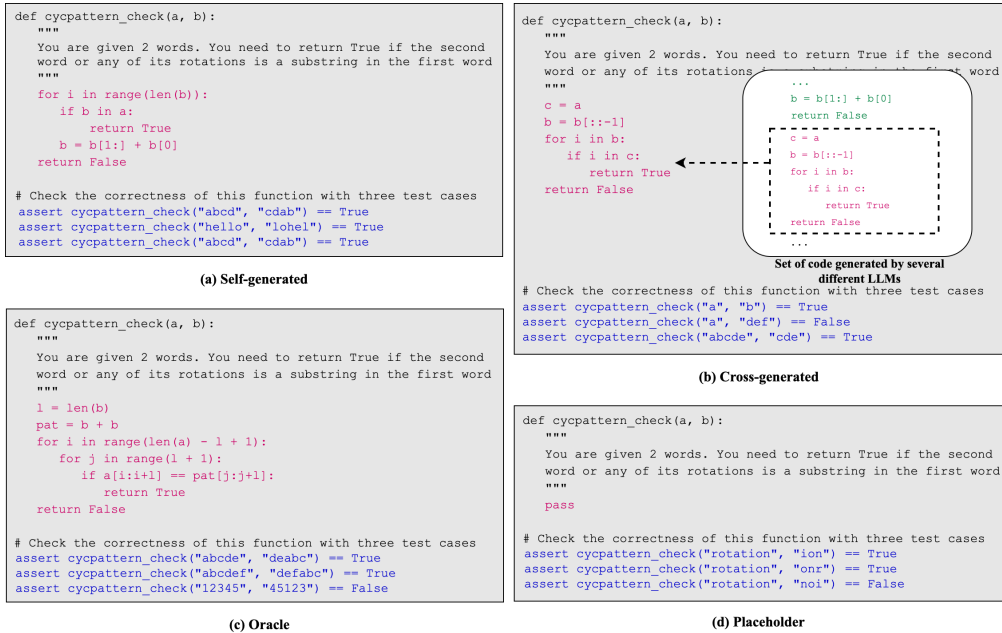 def cycpattern_check(a, b):
"""
You are given 2 words. You need to return True if the second
word or any of its rotations is a substring in the first word
"""
for i in range(len(b)):
if b in a:
return True
b = b[1:] + b[0]
return False
# Check the correctness of this function with three test cases
assert cycpattern_check("abcd", "cdab") == True
assert cycpattern_check("hello", "lohel") == True
assert cycpattern_check("abcd", "cdab") == True
(a) Self-generated
def cycpattern_check(a, b):
"""
You are given 2 words. You need to return True if the second
word or any of its rotations is a substring in the first word
"""
c = a
b = b[::-1]
for i in b:
if i in c:
return True
return False
...
b = b[1:] + b[0]
return False
c = a
b = b[::-1]
for i in b:
if i in c:
return True
return False
...
Set of code generated by several
different LLMs
# Check the correctness of this function with three test cases
assert cycpattern_check("a", "b") == True
assert cycpattern_check("a", "def") == False
assert cycpattern_check("abcde", "cde") == True
(b) Cross-generated
def cycpattern_check(a, b):
"""
You are given 2 words. You need to return True if the second
word or any of its rotations is a substring in the first word
"""
l = len(b)
pat = b + b
for i in range(len(a) - l + 1):
for j in range(l + 1):
if a[i:i+l] == pat[j:j+l]:
return True
return False
# Check the correctness of this function with three test cases
assert cycpattern_check("abcde", "deabc") == True
assert cycpattern_check("abcdef", "defabc") == True
assert cycpattern_check("12345", "45123") == False
(c) Oracle
def cycpattern_check(a, b):
"""
You are given 2 words. You need to return True if the second
word or any of its rotations is a substring in the first word
"""
pass
# Check the correctness of this function with three test cases
assert cycpattern_check("rotation", "ion") == True
assert cycpattern_check("rotation", "onr") == True
assert cycpattern_check("rotation", "noi") == False
(d) Placeholder